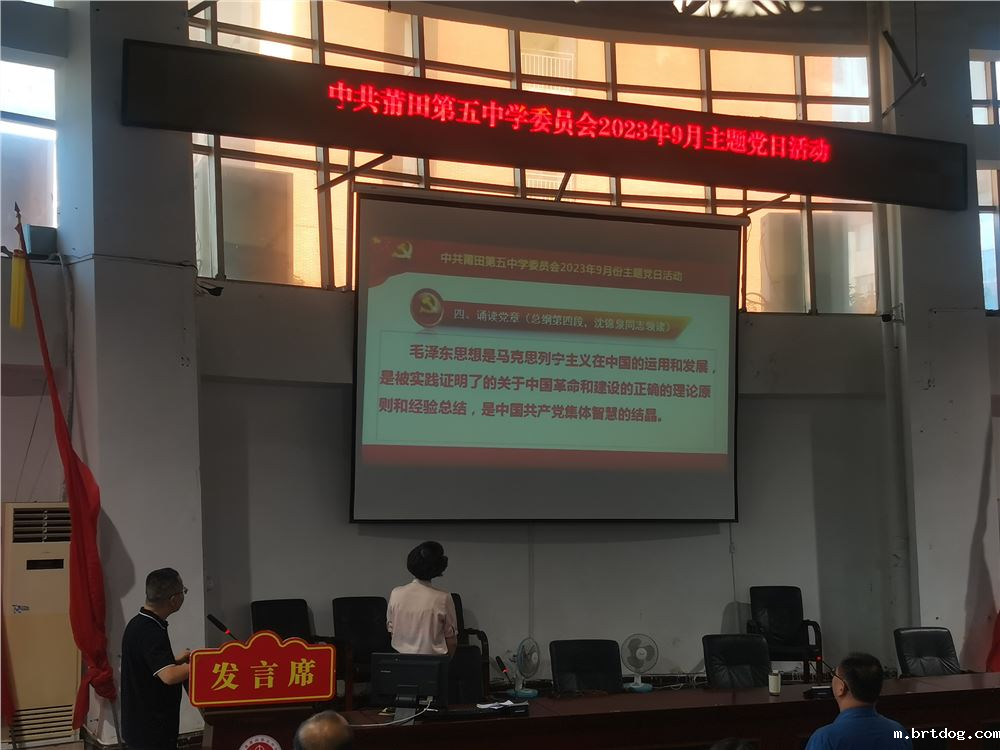 中共莆田第五中学委员会2023年9月主题党日活动
中共莆田第五中学委员会2023年9月份主题党日活动
四、诵读党章（总纲第四段，沈锦泉同志领读）
毛泽东思想是马克思列宁主义在中国的运用和发展，
是被实践证明了的关于中国革命和建设的正确的理论原
则和经验总结，是中国共产党集体智慧的结晶。
发言席
m.brtdog.com